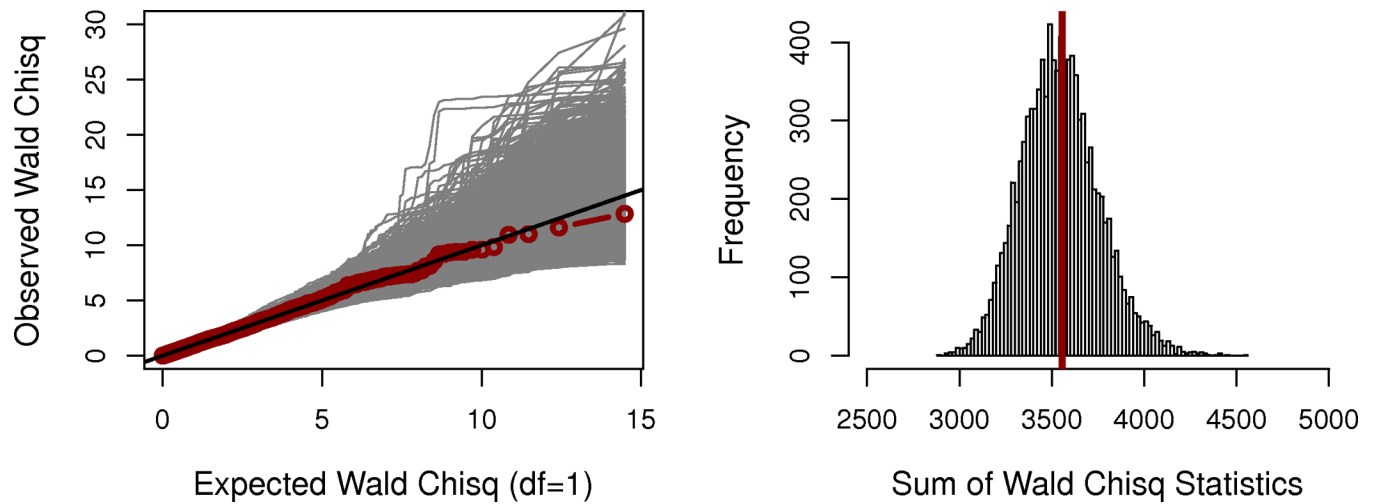 Observed Wald Chisq
30
25
20
15
10
5
0
0 5 10 15
Expected Wald Chisq (df=1)
Frequency
400
300
200
100
0
2500 3000 3500 4000 4500 5000
Sum of Wald Chisq Statistics